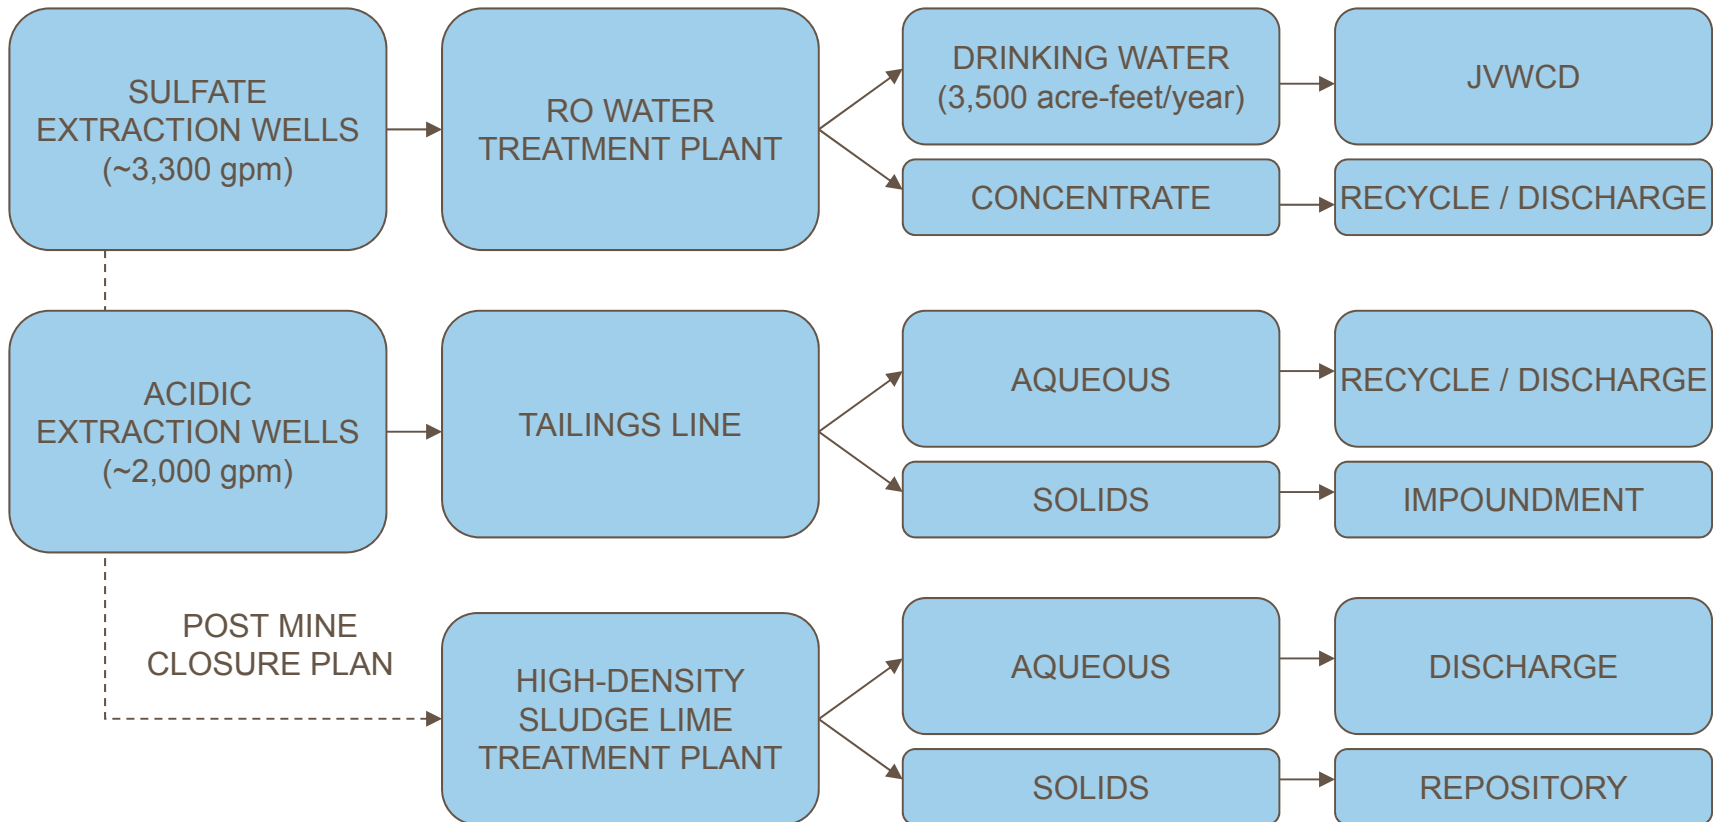 SULFATE
EXTRACTION WELLS
(~3,300 gpm)
RO WATER
TREATMENT PLANT
DRINKING WATER
(3,500 acre-feet/year)
JVWCD
CONCENTRATE
RECYCLE / DISCHARGE
ACIDIC
EXTRACTION WELLS
(~2,000 gpm)
TAILINGS LINE
AQUEOUS
RECYCLE / DISCHARGE
SOLIDS
IMPOUNDMENT
POST MINE
CLOSURE PLAN
HIGH-DENSITY
SLUDGE LIME
TREATMENT PLANT
AQUEOUS
DISCHARGE
SOLIDS
REPOSITORY